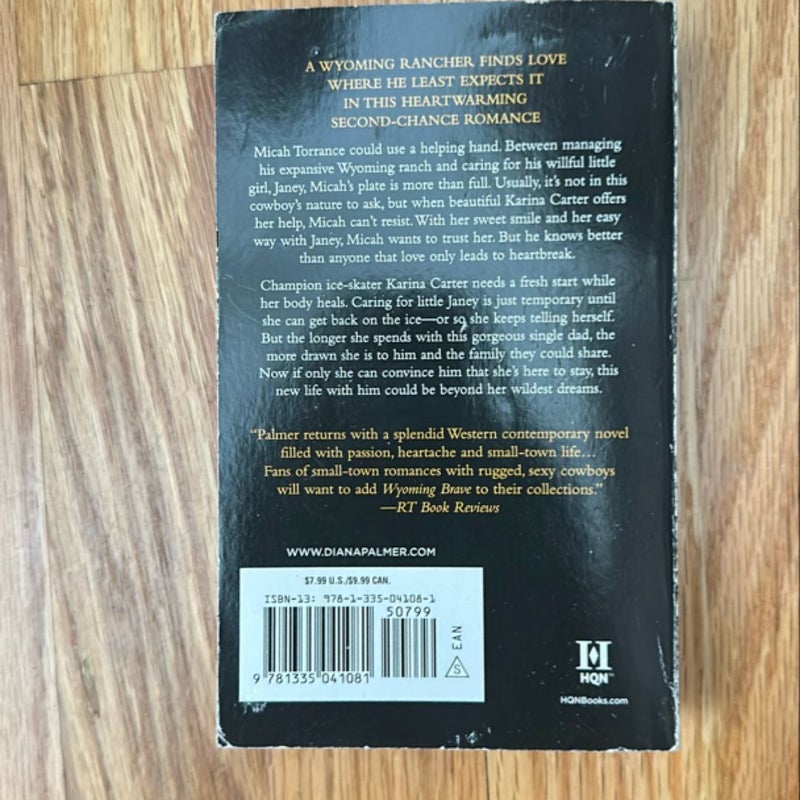 A WYOMING RANCHER FINDS LOVE
WHERE HE LEAST EXPECTS IT
IN THIS HEARTWARMING
SECOND-CHANCE ROMANCE
Micah Torrance could use a helping hand. Between managing
his expansive Wyoming ranch and caring for his willful little
girl, Janey, Micah's plate is more than full. Usually, it's not in this
cowboy's nature to ask, but when beautiful Karina Carter offers
her help, Micah can't resist. With her sweet smile and her easy
way with Janey, Micah wants to trust her. But he knows better
than anyone that love only leads to heartbreak.
Champion ice-skater Karina Carter needs a fresh start while
her body heals. Caring for little Janey is just temporary until
she can get back on the ice—or so she keeps telling herself.
But the longer she spends with this gorgeous single dad, the
more drawn she is to him and the family they could share.
Now if only she can convince him that she's here to stay, this
new life with him could be beyond her wildest dreams.
"Palmer returns with a splendid Western contemporary novel
filled with passion, heartache and small-town life…
Fans of small-town romances with rugged, sexy cowboys
will want to add Wyoming Brave to their collections."
—RT Book Reviews
WWW.DIANAPALMER.COM
$7.99 U.S./$9.99 CAN.
ISBN-13: 978-1-335-04108-1
50799
EAN
S
9 781335 041081
H
HQN™
HQNBooks.com